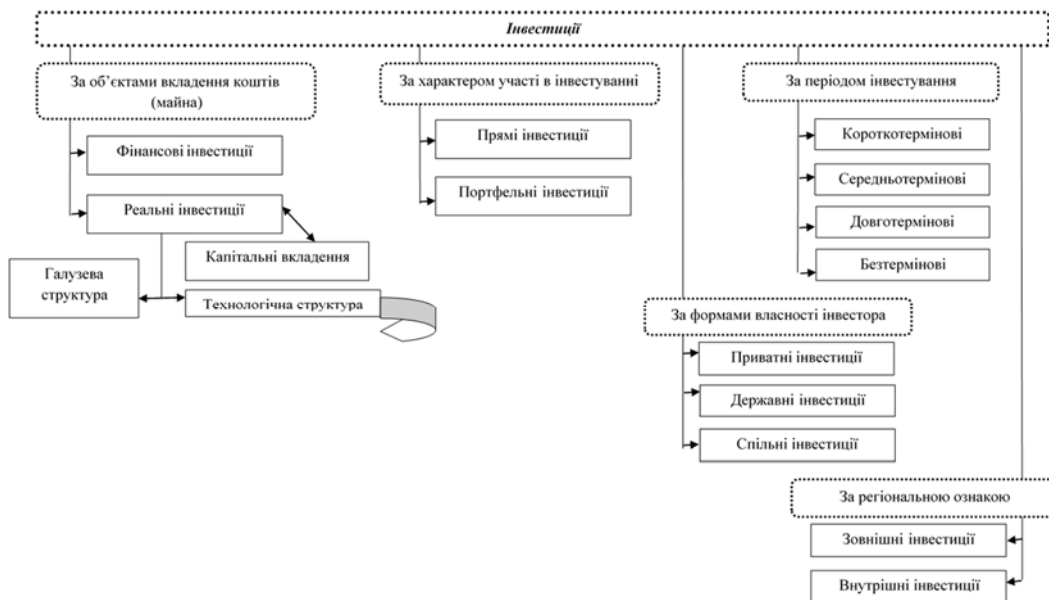 Інвестиції
За об’єктами вкладення коштів
(майна)
Фінансові інвестиції
Реальні інвестиції
Капітальні вкладення
Галузева
структура
Технологічна структура
За характером участі в інвестуванні
Прямі інвестиції
Портфельні інвестиції
За періодом інвестування
Короткотермінові
Середньотермінові
Довготермінові
Безтермінові
За формами власності інвестора
Приватні інвестиції
Державні інвестиції
Спільні інвестиції
За регіональною ознакою
Зовнішні інвестиції
Внутрішні інвестиції